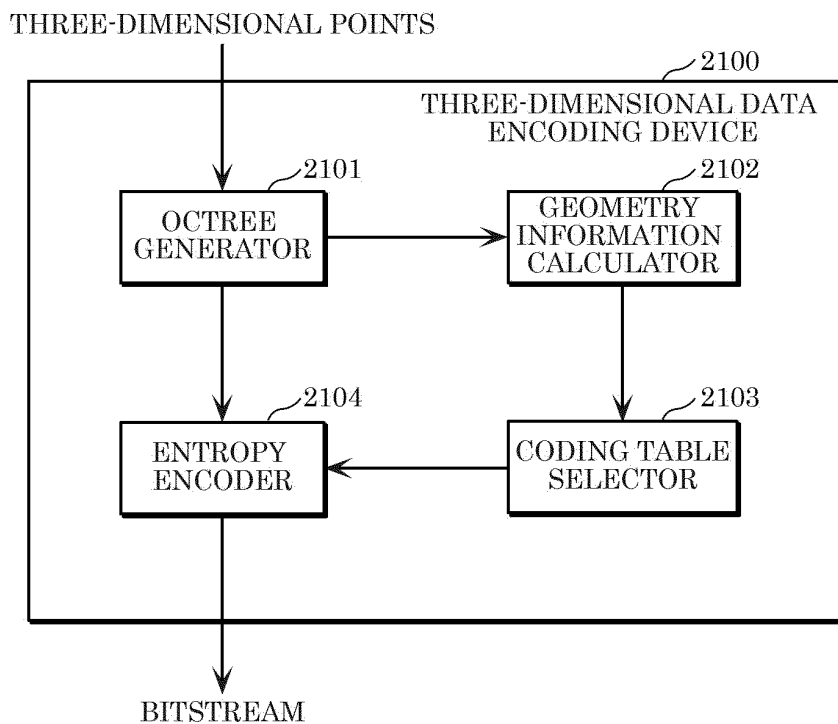 THREE-DIMENSIONAL POINTS
2100
THREE-DIMENSIONAL DATA
ENCODING DEVICE
2101
OCTREE
GENERATOR
2102
GEOMETRY
INFORMATION
CALCULATOR
2104
ENTROPY
ENCODER
2103
CODING TABLE
SELECTOR
BITSTREAM